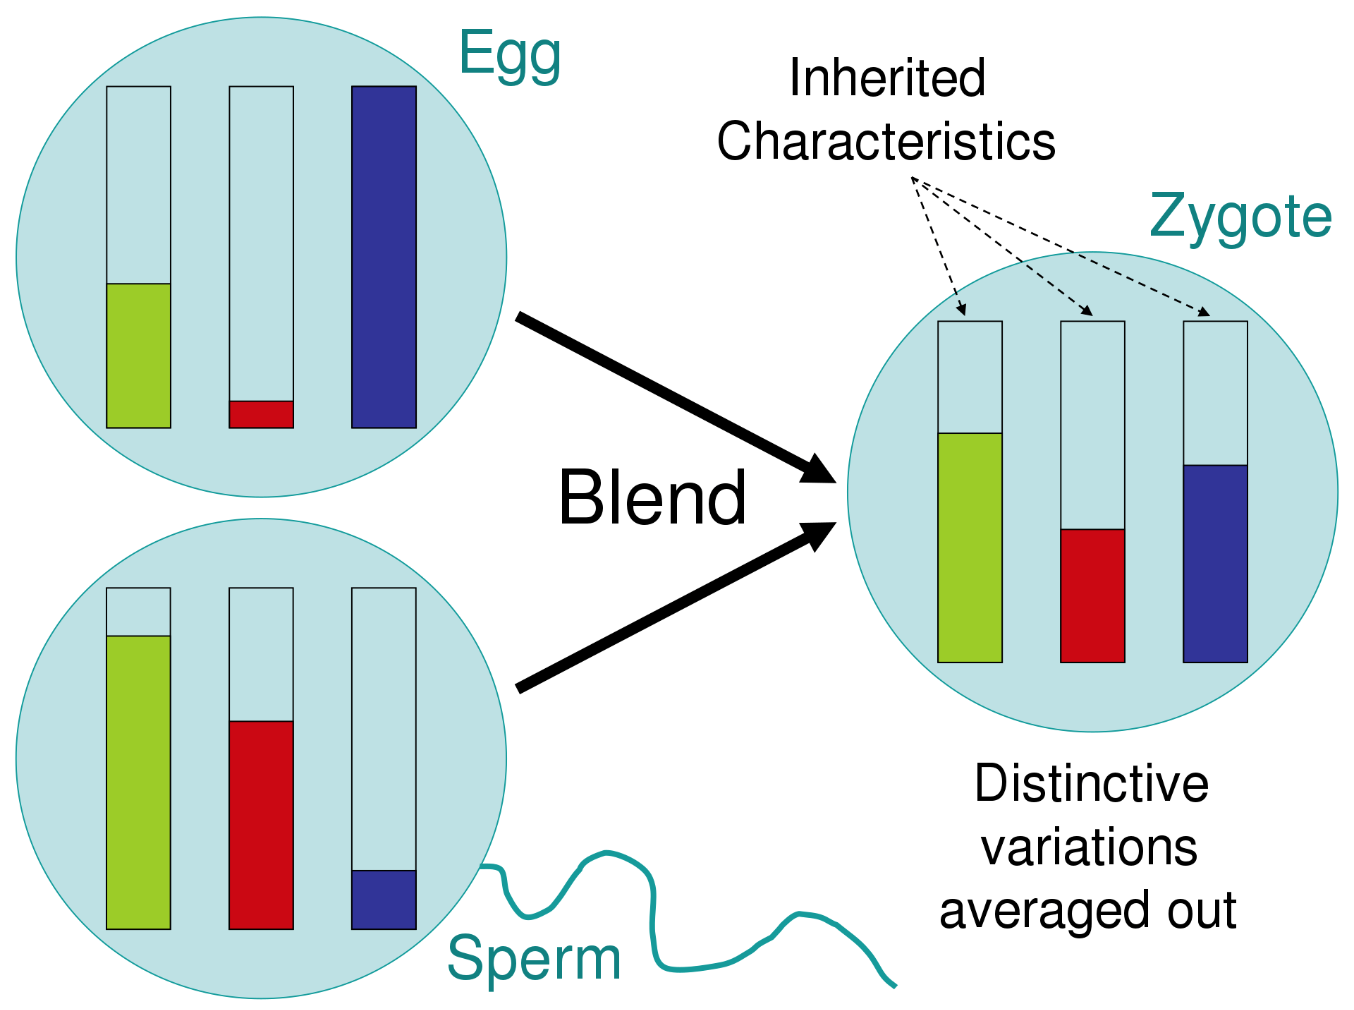 Egg
Inherited
Characteristics
Zygote
Blend
Distinctive
variations
averaged out
Sperm